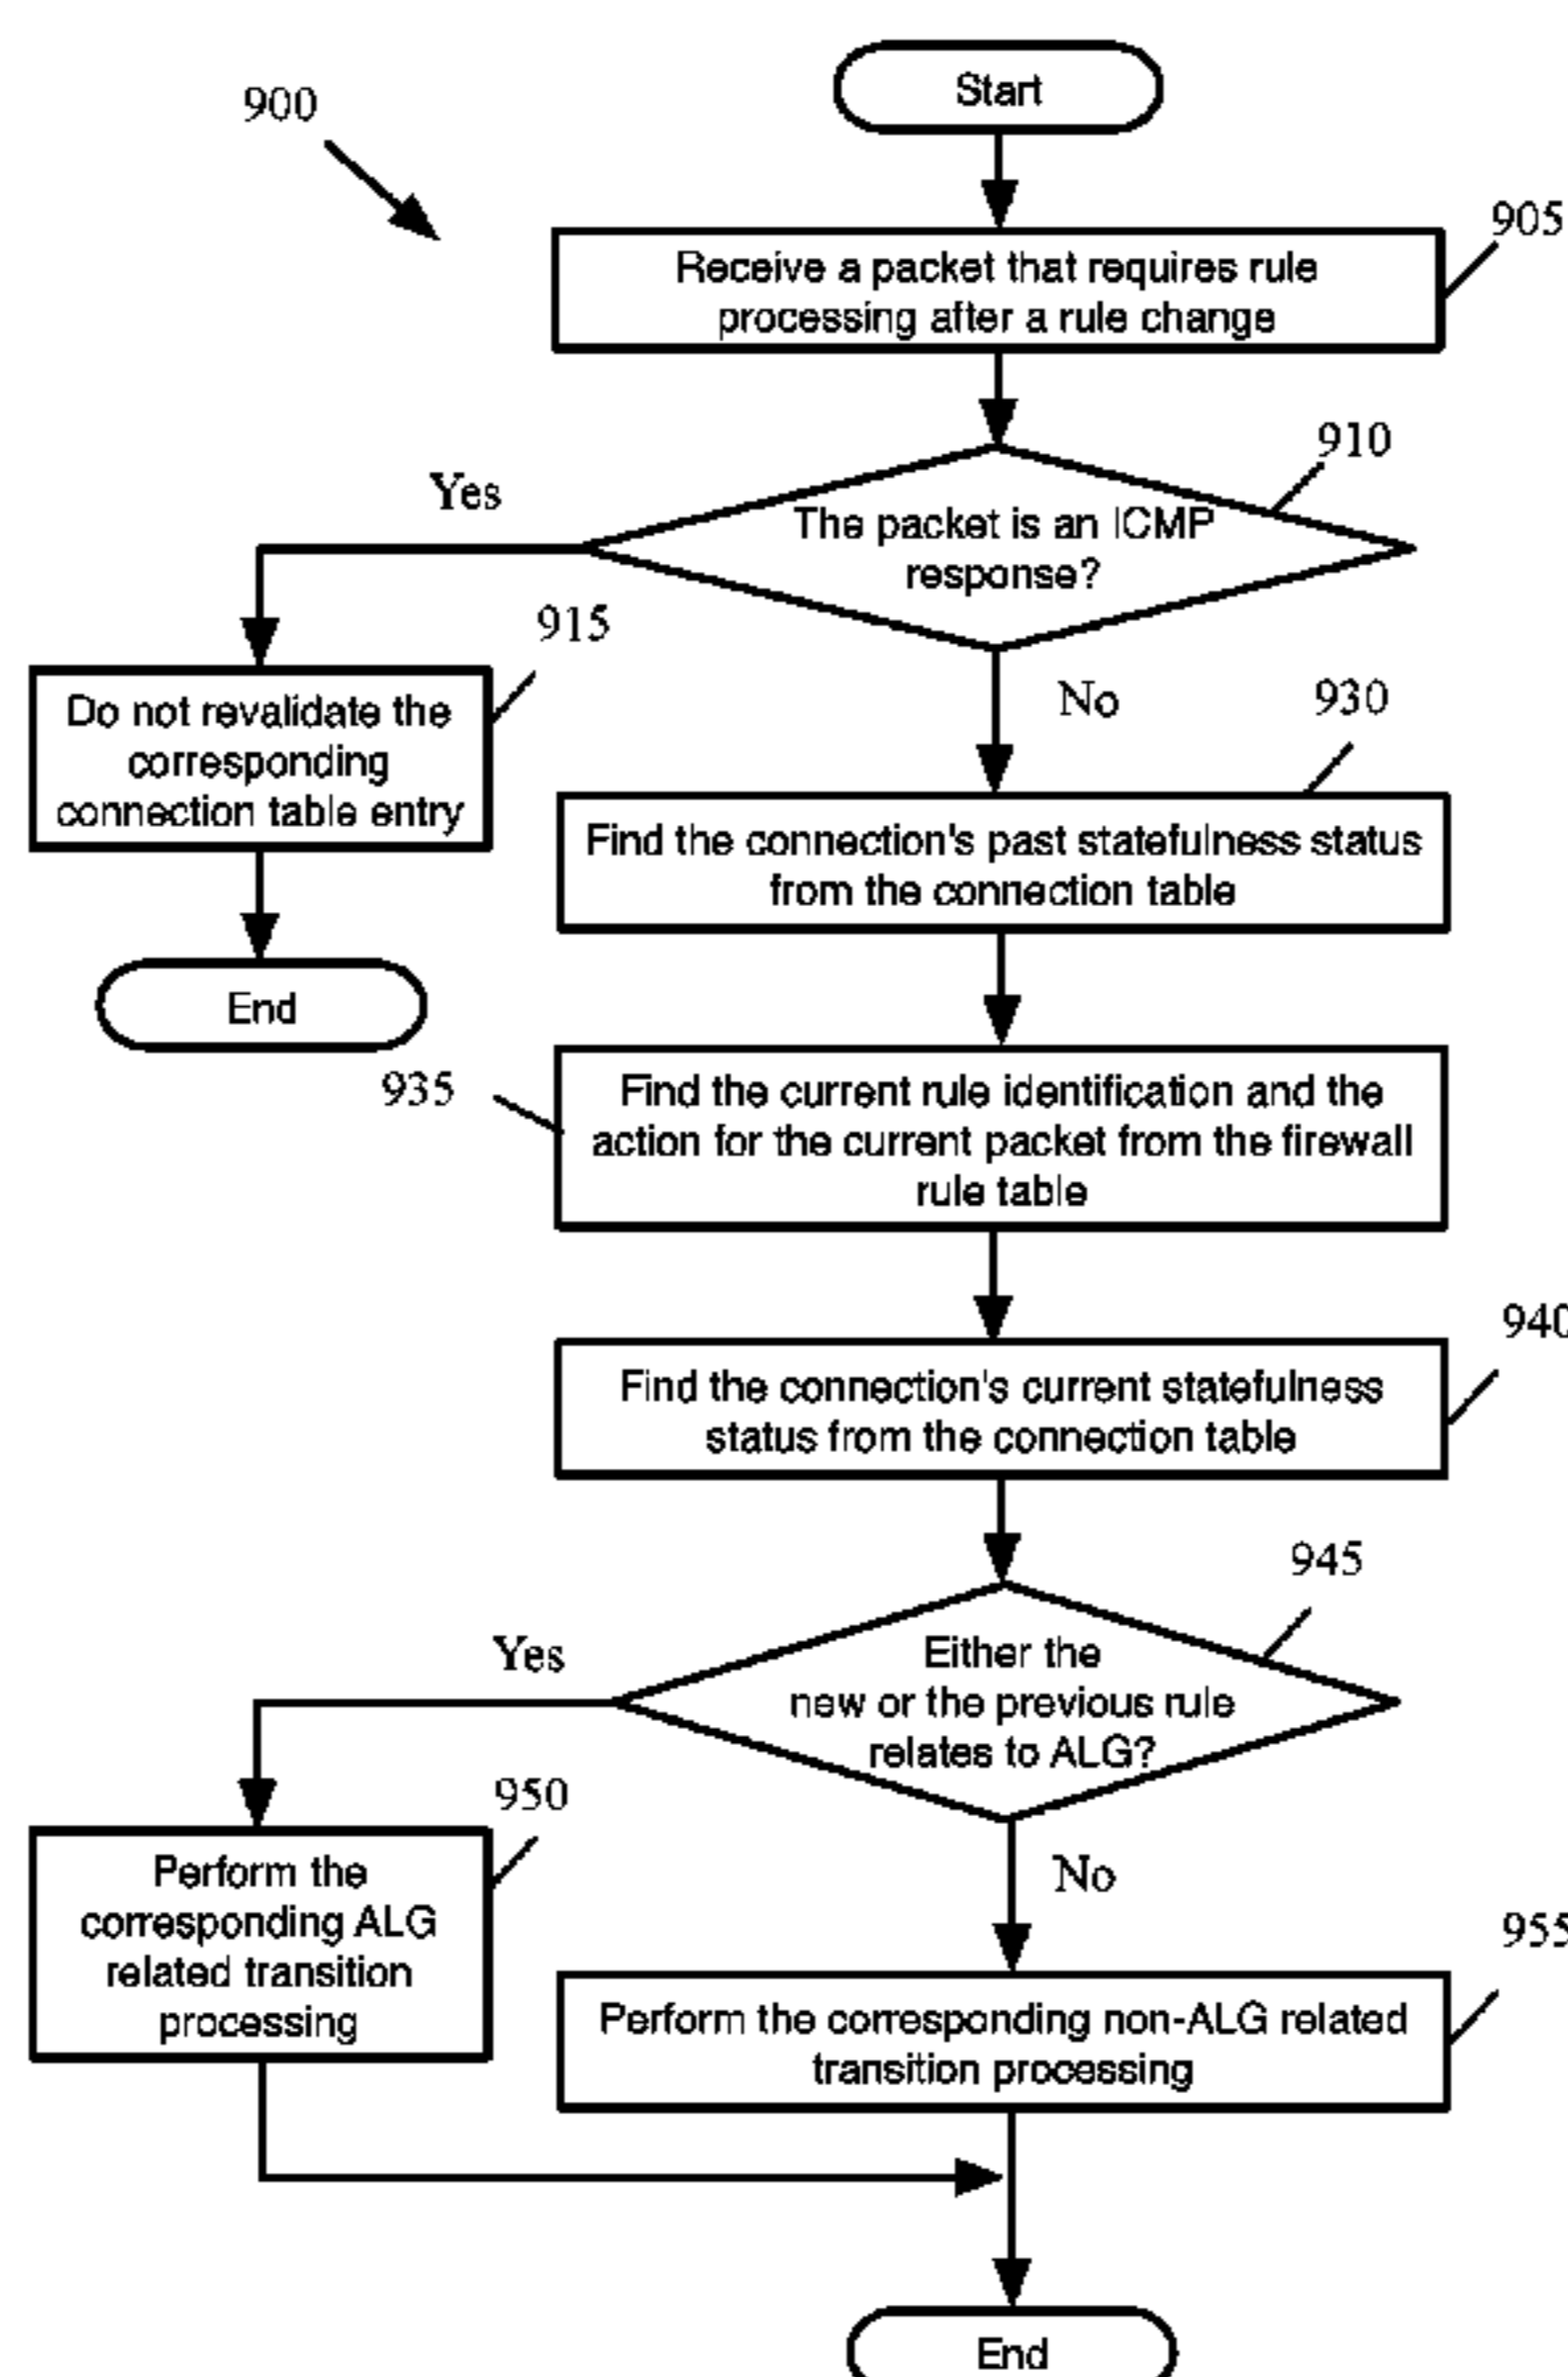 900
Start
905
Receive a packet that requires rule
processing after a rule change
910
The packet is an ICMP
response?
Yes
915
Do not revalidate the
corresponding
connection table entry
End
No
930
Find the connection's past statefulness status
from the connection table
935
Find the current rule identification and the
action for the current packet from the firewall
rule table
940
Find the connection's current statefulness
status from the connection table
945
Either the
new or the previous rule
relates to ALG?
Yes
950
Perform the
corresponding ALG
related transition
processing
No
955
Perform the corresponding non-ALG related
transition processing
End